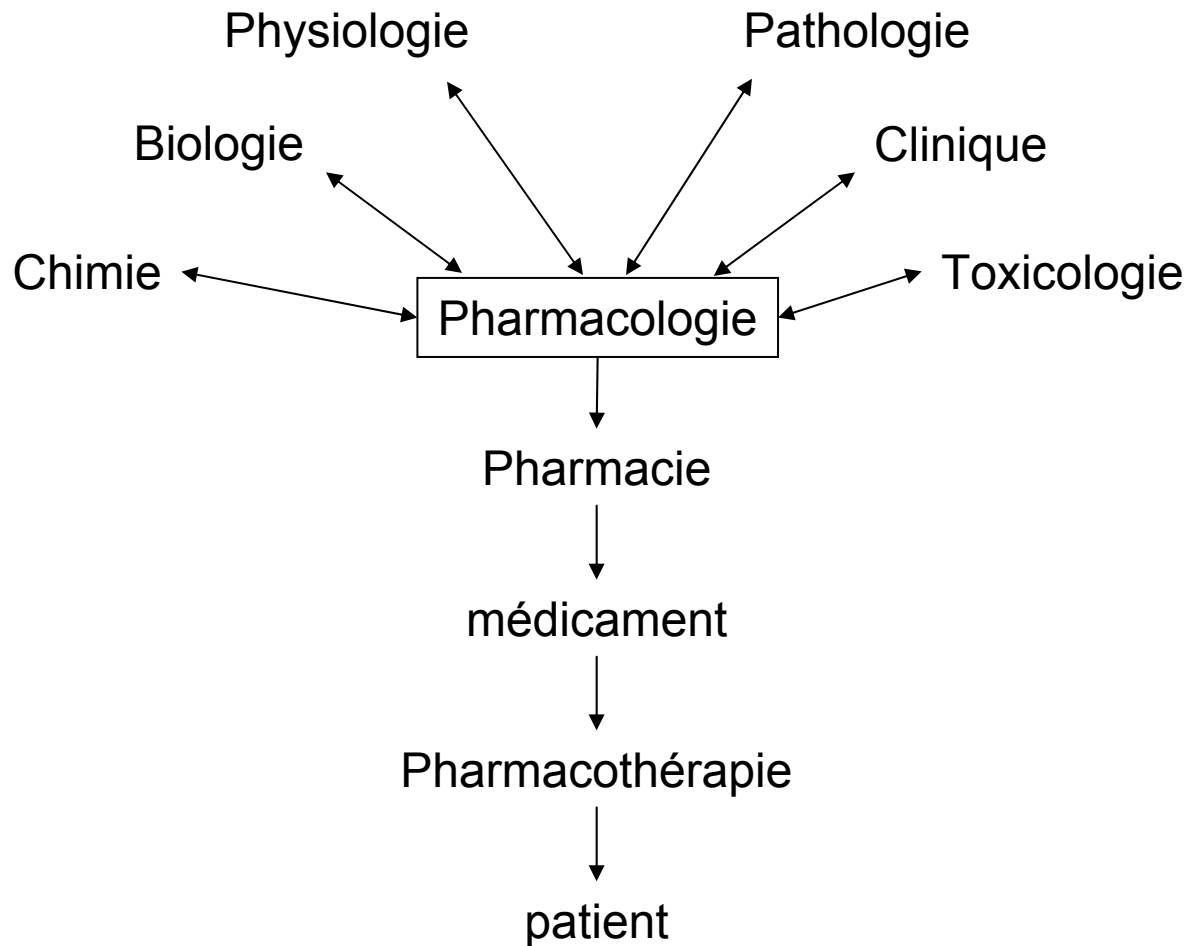 Physiologie
Pathologie
Biologie
Clinique
Chimie
Toxicologie
Pharmacologie
Pharmacie
médicament
Pharmacothérapie
patient